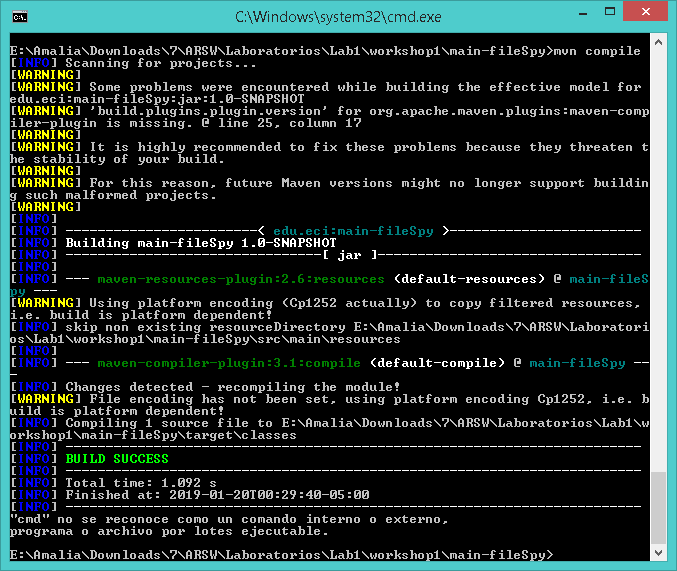 C:\Windows\system32\cmd.exe
E:\Amalia\Downloads\7\ARSW\Laboratorios\Lab1\workshop1\main-fileSpy>mvn compile
[INFO] Scanning for projects...
[WARNING]
[WARNING] Some problems were encountered while building the effective model for
edu.eci:main-fileSpy:jar:1.0-SNAPSHOT
[WARNING] 'build.plugins.plugin.version' for org.apache.maven.plugins:maven-comp
iler-plugin is missing. @ line 25, column 17
[WARNING]
[WARNING] It is highly recommended to fix these problems because they threaten t
he stability of your build.
[WARNING]
[WARNING] For this reason, future Maven versions might no longer support buildin
g such malformed projects.
[WARNING]
[INFO]
[INFO] ------------------------< edu.eci:main-fileSpy >------------------------
[INFO] Building main-fileSpy 1.0-SNAPSHOT
[INFO] --------------------------------[ jar ]---------------------------------
[INFO]
[INFO] --- maven-resources-plugin:2.6:resources (default-resources) @ main-fileS
py ---
[WARNING] Using platform encoding (Cp1252 actually) to copy filtered resources,
i.e. build is platform dependent!
[INFO] skip non existing resourceDirectory E:\Amalia\Downloads\7\ARSW\Laboratori
os\Lab1\workshop1\main-fileSpy\src\main\resources
[INFO]
[INFO] --- maven-compiler-plugin:3.1:compile (default-compile) @ main-fileSpy --
-
[INFO] Changes detected - recompiling the module!
[WARNING] File encoding has not been set, using platform encoding Cp1252, i.e. b
uild is platform dependent!
[INFO] Compiling 1 source file to E:\Amalia\Downloads\7\ARSW\Laboratorios\Lab1\w
orkshop1\main-fileSpy\target\classes
[INFO] ------------------------------------------------------------------------
[INFO] BUILD SUCCESS
[INFO] ------------------------------------------------------------------------
[INFO] Total time: 1.092 s
[INFO] Finished at: 2019-01-20T00:29:40-05:00
[INFO] ------------------------------------------------------------------------
"cmd" no se reconoce como un comando interno o externo,
programa o archivo por lotes ejecutable.
E:\Amalia\Downloads\7\ARSW\Laboratorios\Lab1\workshop1\main-fileSpy>